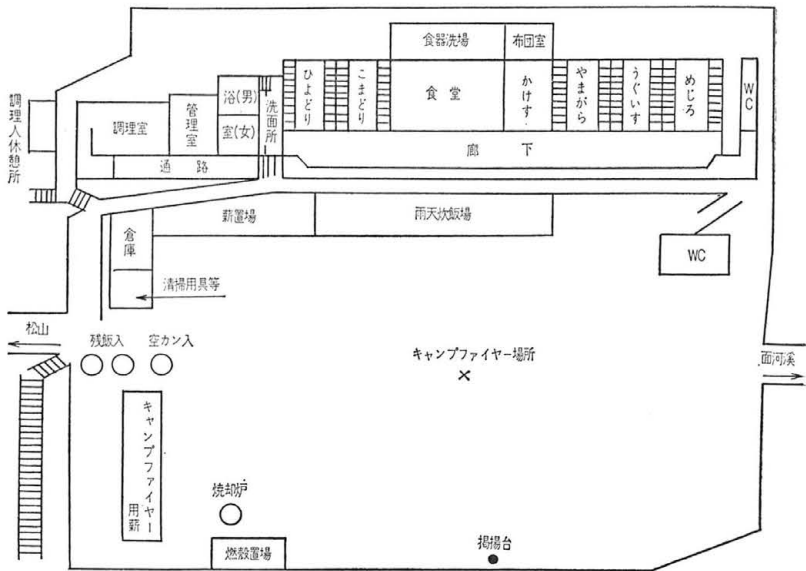 食器洗場
布団室
ひよどり
こまどり
食堂
かけす
やまがら
うぐいす
めじろ
WC
浴(男)
室(女)
洗面所
管理室
調理室
調理人休憩所
廊下
通路
薪置場
雨天炊飯場
倉庫
WC
清掃用具等
松山
残飯入
空カン入
キャンプファイヤー場所
面河渓
キャンプファイヤー
用薪
焼却炉
燃殻置場
掲揚台